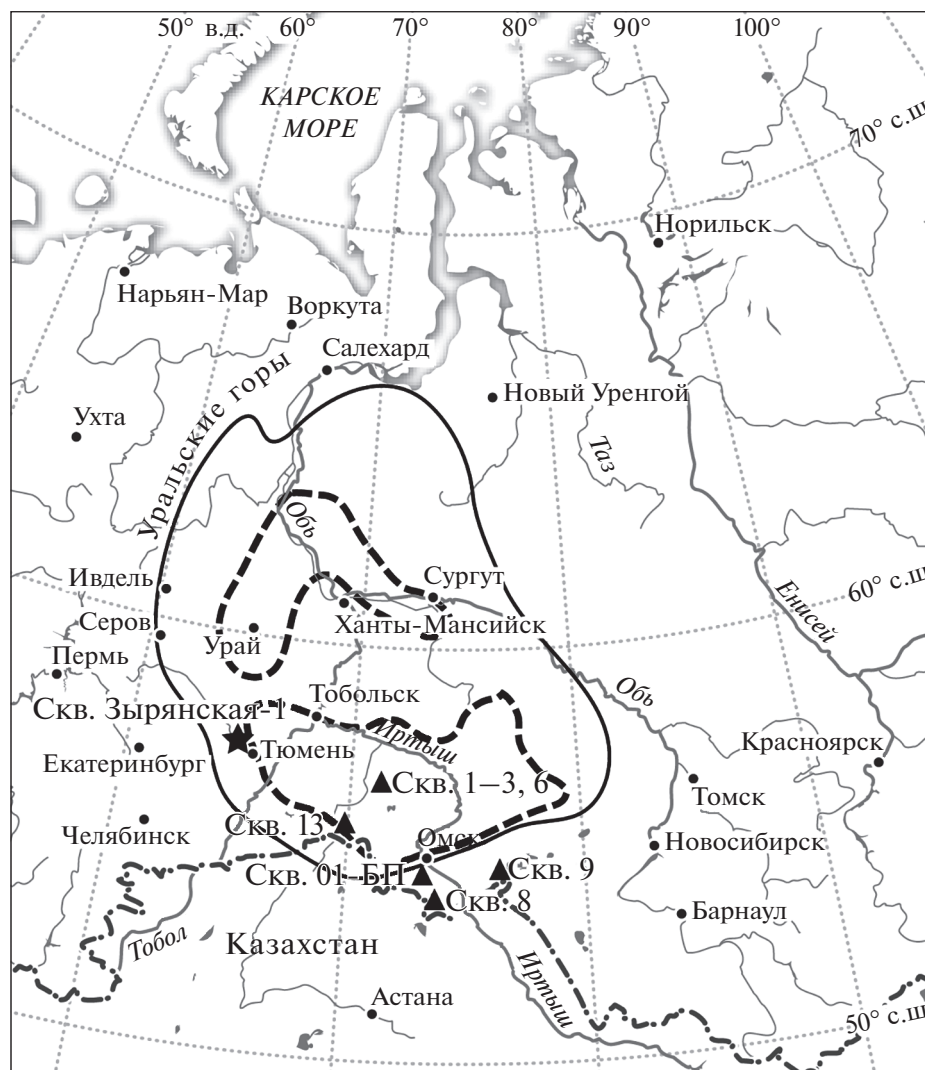 50° в.д.
60°
70°
80°
90°
100°
КАРСКОЕ
МОРЕ
70° с.ш
Норильск
Нарьян-Мар
Воркута
Салехард
Уральские горы
Новый Уренгой
Ухта
Таз
Обь
Ивдель
Сургут
60° с.ш
Енисей
Серов
Урай
Ханты-Мансийск
Пермь
Обь
Тобольск
Скв. Зырянская-1
Иртыш
Красноярск
Тюмень
Екатеринбург
Скв. 1–3, 6
Томск
Челябинск
Скв. 13
Омск
Новосибирск
Скв. 01-БП
Скв. 9
Скв. 8
Барнаул
Тобол
Казахстан
Иртыш
Астана
50° с.ш